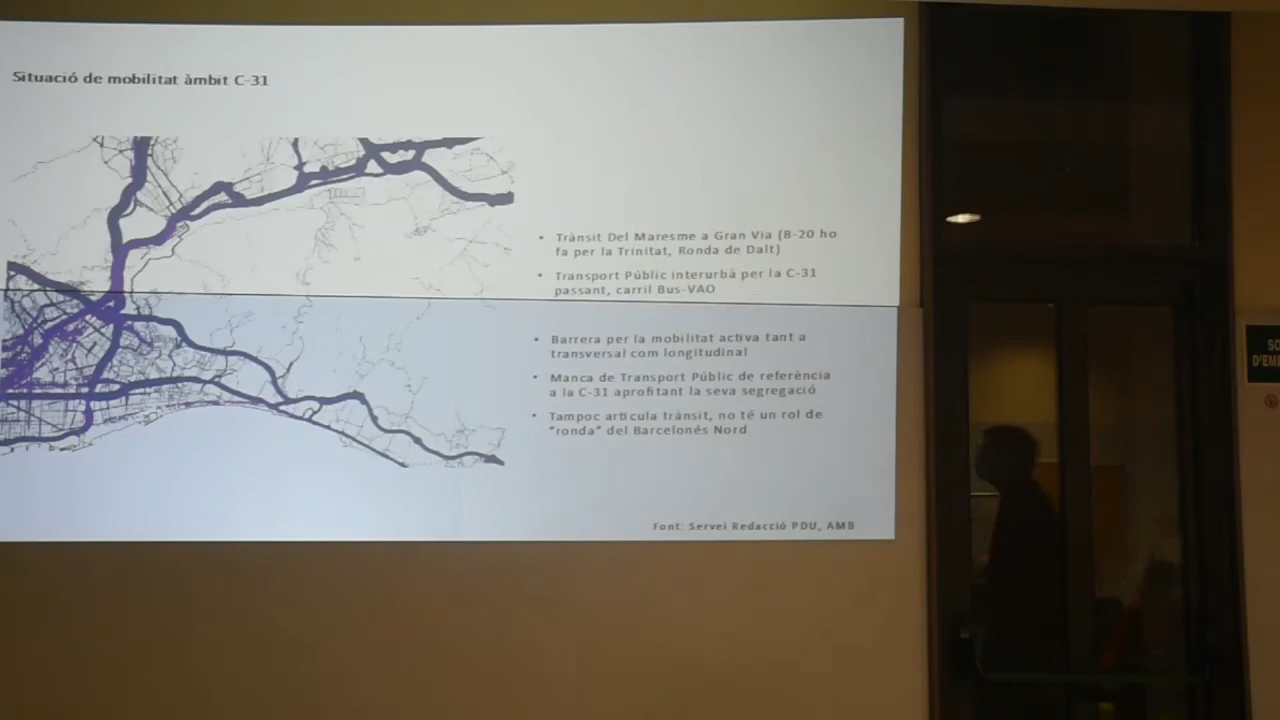 Situació de mobilitat àmbit C-31
• Trànsit Del Maresme a Gran Via (B-20 ho
fa per la Trinitat, Ronda de Dalt)
• Transport Públic interurbà per la C-31
passant, carril Bus-VAO
• Barrera per la mobilitat activa tant a
transversal com longitudinal
• Manca de Transport Públic de referència
a la C-31 aprofitant la seva segregació
• Tampoc articula trànsit, no té un rol de
"ronda" del Barcelonés Nord
Font: Servei Redacció PDU, AMB